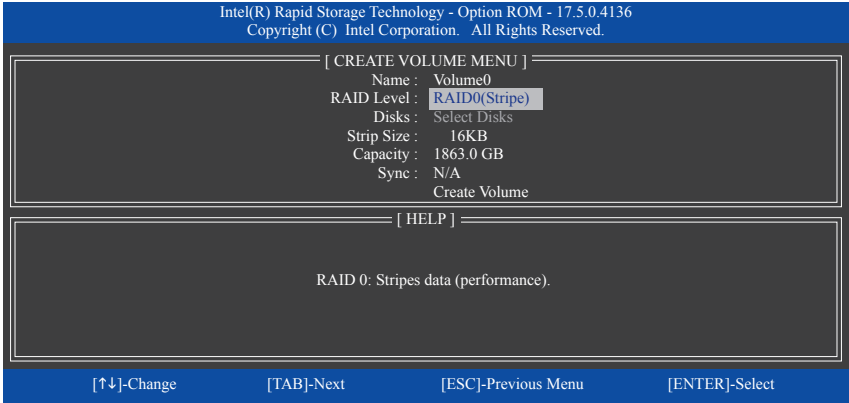 Intel(R) Rapid Storage Technology - Option ROM - 17.5.0.4136
Copyright (C) Intel Corporation. All Rights Reserved.
[ CREATE VOLUME MENU ]
Name : Volume0
RAID Level : RAID0(Stripe)
Disks : Select Disks
Strip Size : 16KB
Capacity : 1863.0 GB
Sync : N/A
Create Volume
[ HELP ]
RAID 0: Stripes data (performance).
[↑↓]-Change [TAB]-Next [ESC]-Previous Menu [ENTER]-Select